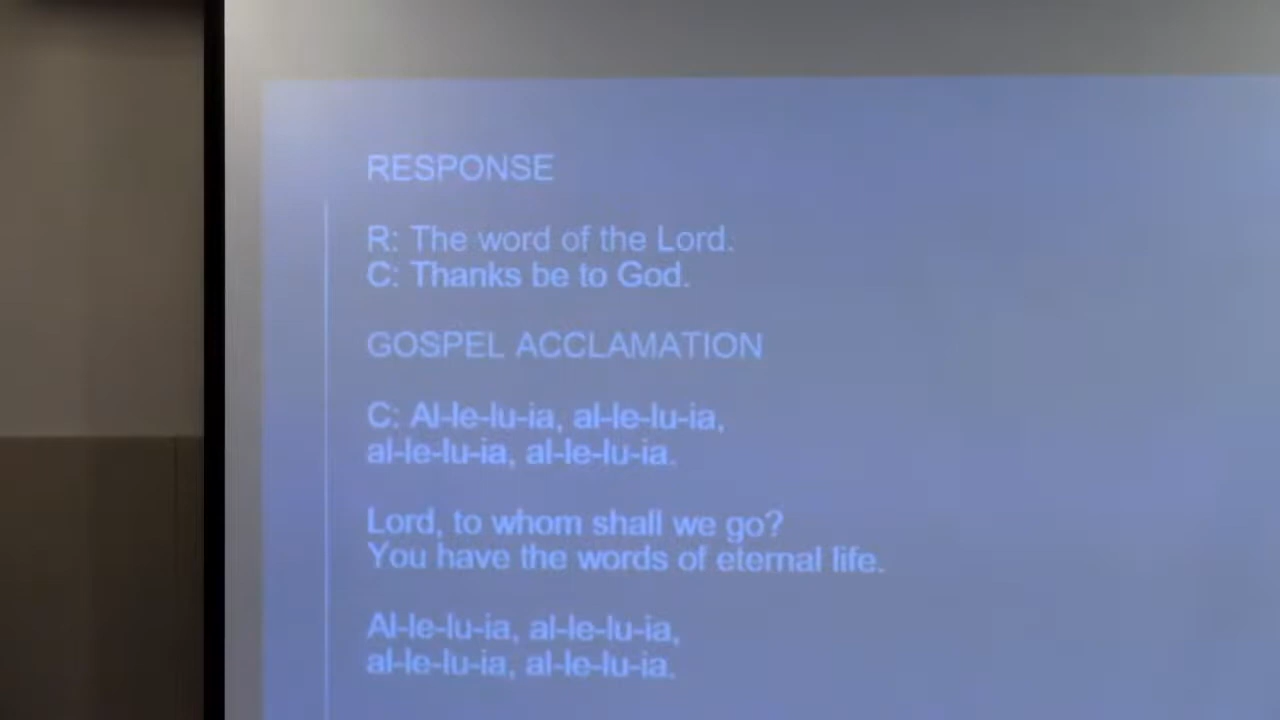 RESPONSE
R: The word of the Lord.
C: Thanks be to God.
GOSPEL ACCLAMATION
C: Al-le-lu-ia, al-le-lu-ia,
al-le-lu-ia, al-le-lu-ia.
Lord, to whom shall we go?
You have the words of eternal life.
Al-le-lu-ia, al-le-lu-ia,
al-le-lu-ia, al-le-lu-ia.